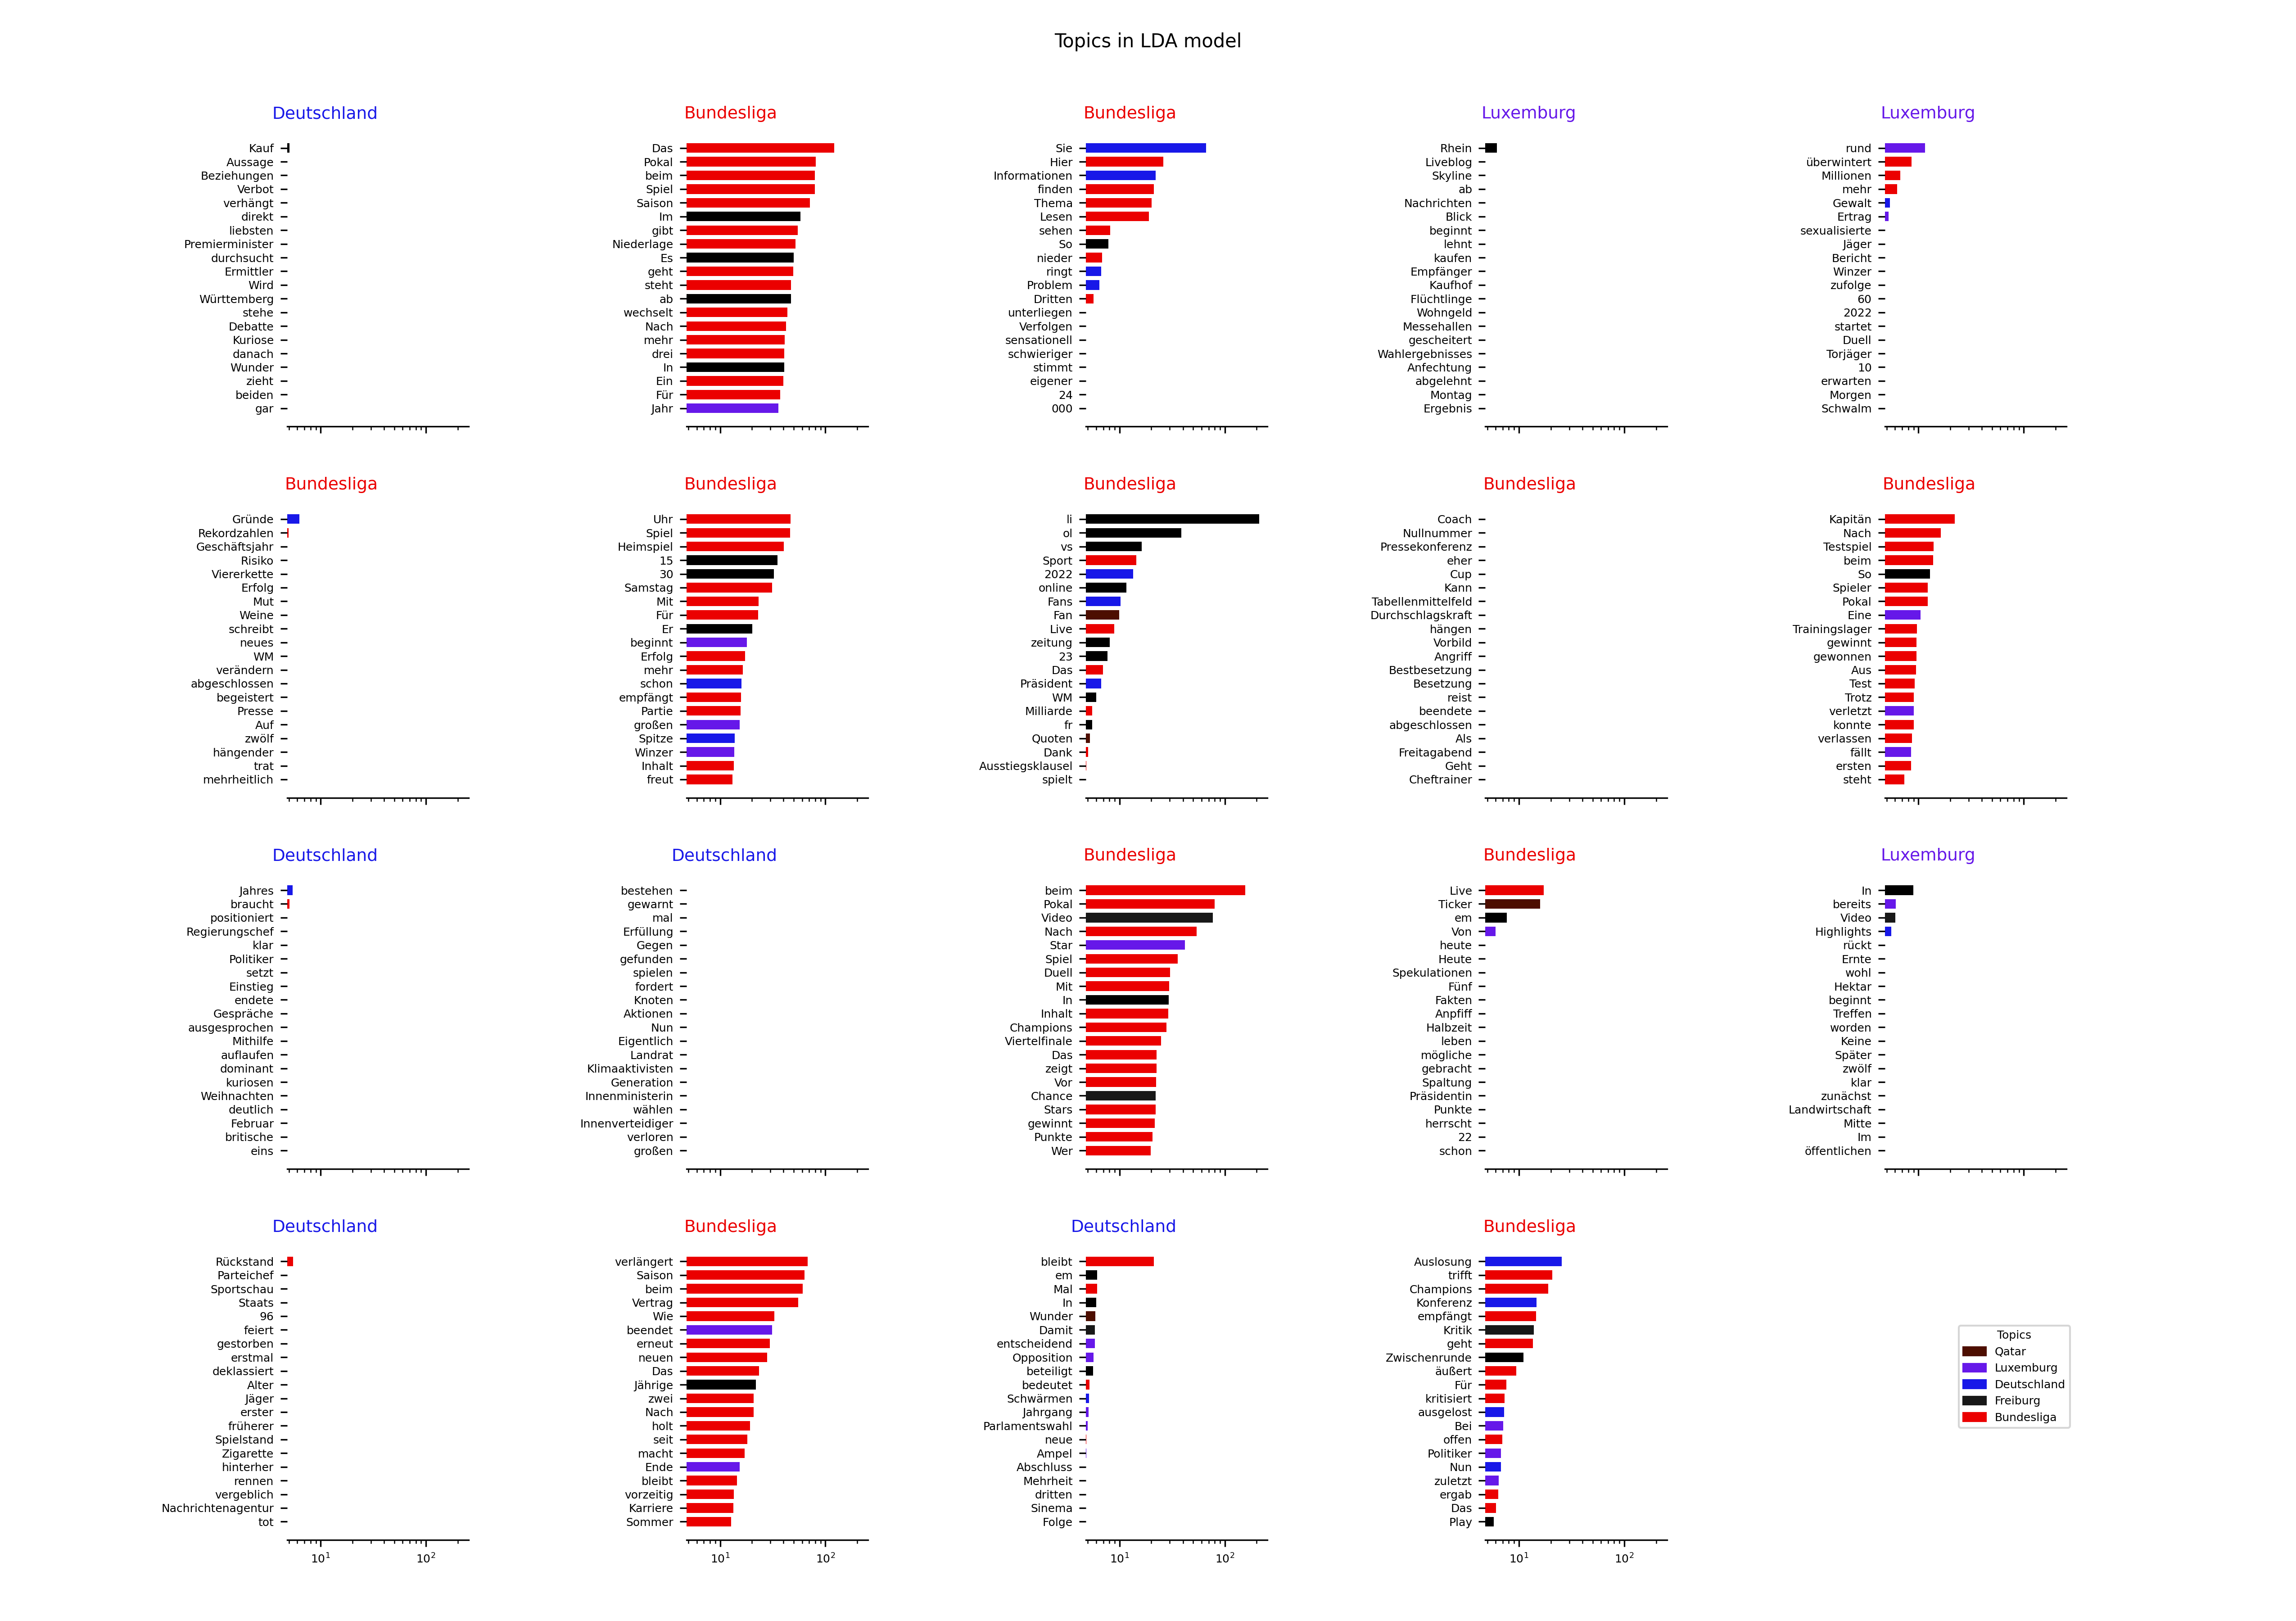 Topics in LDA model
Deutschland
Kauf
Aussage
Beziehungen
Verbot
verhängt
direkt
liebsten
Premierminister
durchsucht
Ermittler
Wird
Württemberg
stehe
Debatte
Kuriose
danach
Wunder
zieht
beiden
gar
Bundesliga
Das
Pokal
beim
Spiel
Saison
Im
gibt
Niederlage
Es
geht
steht
ab
wechselt
Nach
mehr
drei
In
Ein
Für
Jahr
Bundesliga
Sie
Hier
Informationen
finden
Thema
Lesen
sehen
So
nieder
ringt
Problem
Dritten
unterliegen
Verfolgen
sensationell
schwieriger
stimmt
eigener
24
000
Luxemburg
Rhein
Liveblog
Skyline
ab
Nachrichten
Blick
beginnt
lehnt
kaufen
Empfänger
Kaufhof
Flüchtlinge
Wohngeld
Messehallen
gescheitert
Wahlergebnisses
Anfechtung
abgelehnt
Montag
Ergebnis
Luxemburg
rund
überwintert
Millionen
mehr
Gewalt
Ertrag
sexualisierte
Jäger
Bericht
Winzer
zufolge
60
2022
startet
Duell
Torjäger
10
erwarten
Morgen
Schwalm
Bundesliga
Gründe
Rekordzahlen
Geschäftsjahr
Risiko
Viererkette
Erfolg
Mut
Weine
schreibt
neues
WM
verändern
abgeschlossen
begeistert
Presse
Auf
zwölf
hängender
trat
mehrheitlich
Bundesliga
Uhr
Spiel
Heimspiel
15
30
Samstag
Mit
Für
Er
beginnt
Erfolg
mehr
schon
empfängt
Partie
großen
Spitze
Winzer
Inhalt
freut
Bundesliga
li
ol
vs
Sport
2022
online
Fans
Fan
Live
zeitung
23
Das
Präsident
WM
Milliarde
fr
Quoten
Dank
Ausstiegsklausel
spielt
Bundesliga
Coach
Nullnummer
Pressekonferenz
eher
Cup
Kann
Tabellenmittelfeld
Durchschlagskraft
hängen
Vorbild
Angriff
Bestbesetzung
Besetzung
reist
beendete
abgeschlossen
Als
Freitagabend
Geht
Cheftrainer
Bundesliga
Kapitän
Nach
Testspiel
beim
So
Spieler
Pokal
Eine
Trainingslager
gewinnt
gewonnen
Aus
Test
Trotz
verletzt
konnte
verlassen
fällt
ersten
steht
Deutschland
Jahres
braucht
positioniert
Regierungschef
klar
Politiker
setzt
Einstieg
endete
Gespräche
ausgesprochen
Mithilfe
auflaufen
dominant
kuriosen
Weihnachten
deutlich
Februar
britische
eins
Deutschland
bestehen
gewarnt
mal
Erfüllung
Gegen
gefunden
spielen
fordert
Knoten
Aktionen
Nun
Eigentlich
Landrat
Klimaaktivisten
Generation
Innenministerin
wählen
Innenverteidiger
verloren
großen
Bundesliga
beim
Pokal
Video
Nach
Star
Spiel
Duell
Mit
In
Inhalt
Champions
Viertelfinale
Das
zeigt
Vor
Chance
Stars
gewinnt
Punkte
Wer
Bundesliga
Live
Ticker
em
Von
heute
Heute
Spekulationen
Fünf
Fakten
Anpfiff
Halbzeit
leben
mögliche
gebracht
Spaltung
Präsidentin
Punkte
herrscht
22
schon
Luxemburg
In
bereits
Video
Highlights
rückt
Ernte
wohl
Hektar
beginnt
Treffen
worden
Keine
Später
zwölf
klar
zunächst
Landwirtschaft
Mitte
Im
öffentlichen
Deutschland
Rückstand
Parteichef
Sportschau
Staats
96
feiert
gestorben
erstmal
deklassiert
Alter
Jäger
erster
früherer
Spielstand
Zigarette
hinterher
rennen
vergeblich
Nachrichtenagentur
tot
10¹ 10²
Bundesliga
verlängert
Saison
beim
Vertrag
Wie
beendet
erneut
neuen
Das
Jährige
zwei
Nach
holt
seit
macht
Ende
bleibt
vorzeitig
Karriere
Sommer
10¹ 10²
Deutschland
bleibt
em
Mal
In
Wunder
Damit
entscheidend
Opposition
beteiligt
bedeutet
Schwärmen
Jahrgang
Parlamentswahl
neue
Ampel
Abschluss
Mehrheit
dritten
Sinema
Folge
10¹ 10²
Bundesliga
Auslosung
trifft
Champions
Konferenz
empfängt
Kritik
geht
Zwischenrunde
äußert
Für
kritisiert
ausgelost
Bei
offen
Politiker
Nun
zuletzt
ergab
Das
Play
10¹ 10²
Topics
Qatar
Luxemburg
Deutschland
Freiburg
Bundesliga